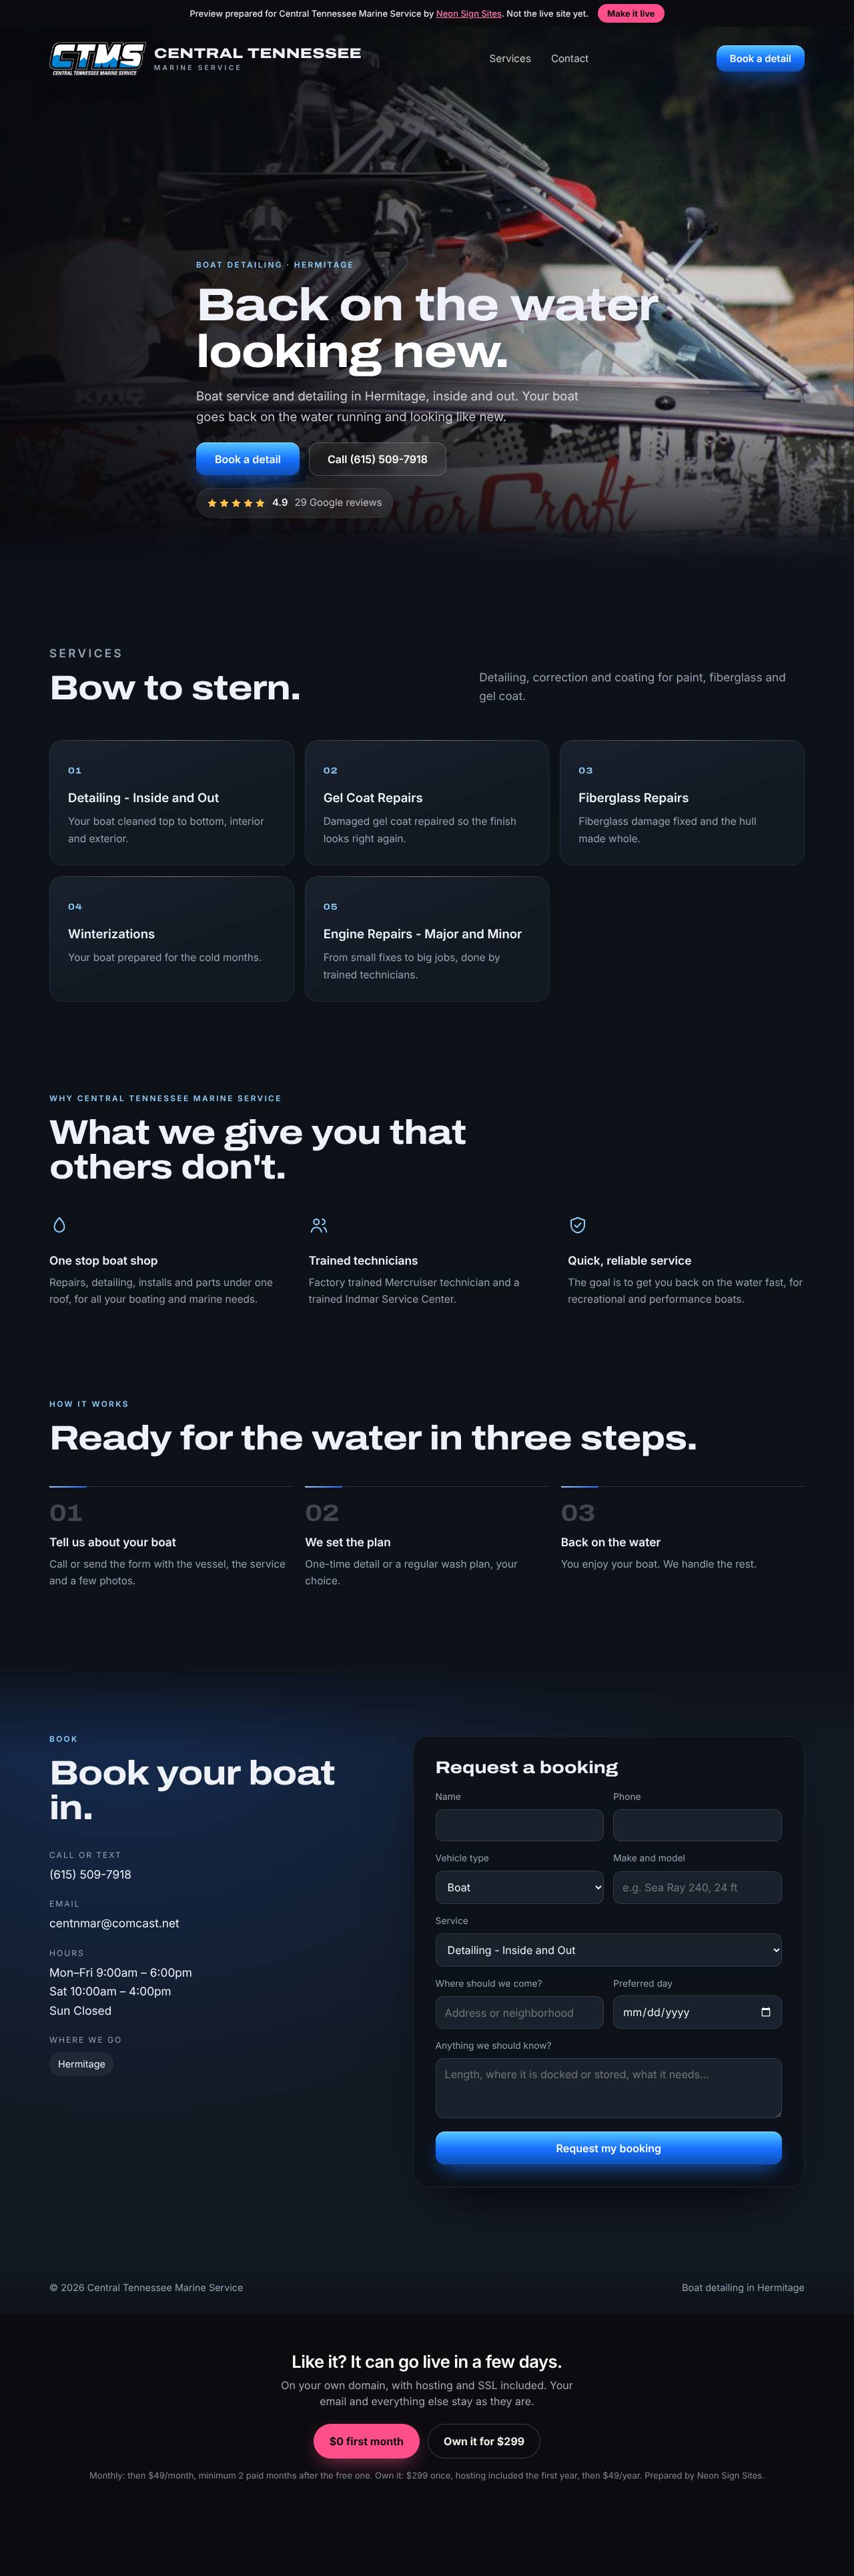 Preview prepared for Central Tennessee Marine Service by Neon Sign Sites. Not the live site yet. Make it live
CTMS
CENTRAL TENNESSEE MARINE SERVICE
CENTRAL TENNESSEE
MARINE SERVICE
Services
Contact
Book a detail
BOAT DETAILING · HERMITAGE
Back on the water
looking new.
Boat service and detailing in Hermitage, inside and out. Your boat
goes back on the water running and looking like new.
Book a detail
Call (615) 509-7918
4.9 29 Google reviews
SERVICES
Bow to stern.
Detailing, correction and coating for paint, fiberglass and
gel coat.
01
Detailing - Inside and Out
Your boat cleaned top to bottom, interior
and exterior.
02
Gel Coat Repairs
Damaged gel coat repaired so the finish
looks right again.
03
Fiberglass Repairs
Fiberglass damage fixed and the hull
made whole.
04
Winterizations
Your boat prepared for the cold months.
05
Engine Repairs - Major and Minor
From small fixes to big jobs, done by
trained technicians.
WHY CENTRAL TENNESSEE MARINE SERVICE
What we give you that
others don't.
One stop boat shop
Repairs, detailing, installs and parts under one
roof, for all your boating and marine needs.
Trained technicians
Factory trained Mercruiser technician and a
trained Indmar Service Center.
Quick, reliable service
The goal is to get you back on the water fast, for
recreational and performance boats.
HOW IT WORKS
Ready for the water in three steps.
01
Tell us about your boat
Call or send the form with the vessel, the service
and a few photos.
02
We set the plan
One-time detail or a regular wash plan, your
choice.
03
Back on the water
You enjoy your boat. We handle the rest.
BOOK
Book your boat
in.
CALL OR TEXT
(615) 509-7918
EMAIL
centnmar@comcast.net
HOURS
Mon–Fri 9:00am – 6:00pm
Sat 10:00am – 4:00pm
Sun Closed
WHERE WE GO
Hermitage
Request a booking
Name
Phone
Vehicle type
Make and model
Boat
e.g. Sea Ray 240, 24 ft
Service
Detailing - Inside and Out
Where should we come?
Preferred day
Address or neighborhood
mm/dd/yyyy
Anything we should know?
Length, where it is docked or stored, what it needs...
Request my booking
© 2026 Central Tennessee Marine Service
Boat detailing in Hermitage
Like it? It can go live in a few days.
On your own domain, with hosting and SSL included. Your
email and everything else stay as they are.
$0 first month
Own it for $299
Monthly: then $49/month, minimum 2 paid months after the free one. Own it: $299 once, hosting included the first year, then $49/year. Prepared by Neon Sign Sites.